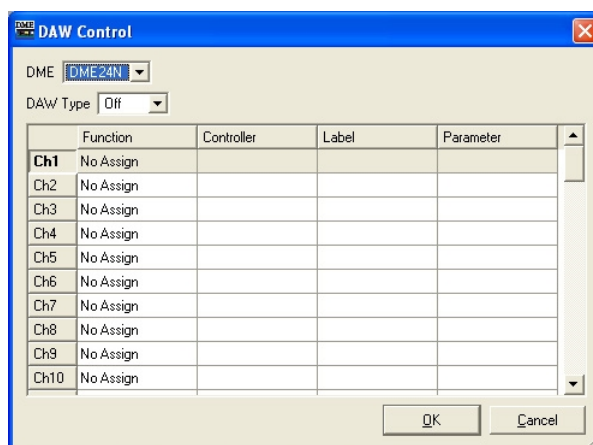 DME DAW Control
DME DME24N
DAW Type Off
Function Controller Label Parameter
Ch1 No Assign
Ch2 No Assign
Ch3 No Assign
Ch4 No Assign
Ch5 No Assign
Ch6 No Assign
Ch7 No Assign
Ch8 No Assign
Ch9 No Assign
Ch10 No Assign
OK Cancel